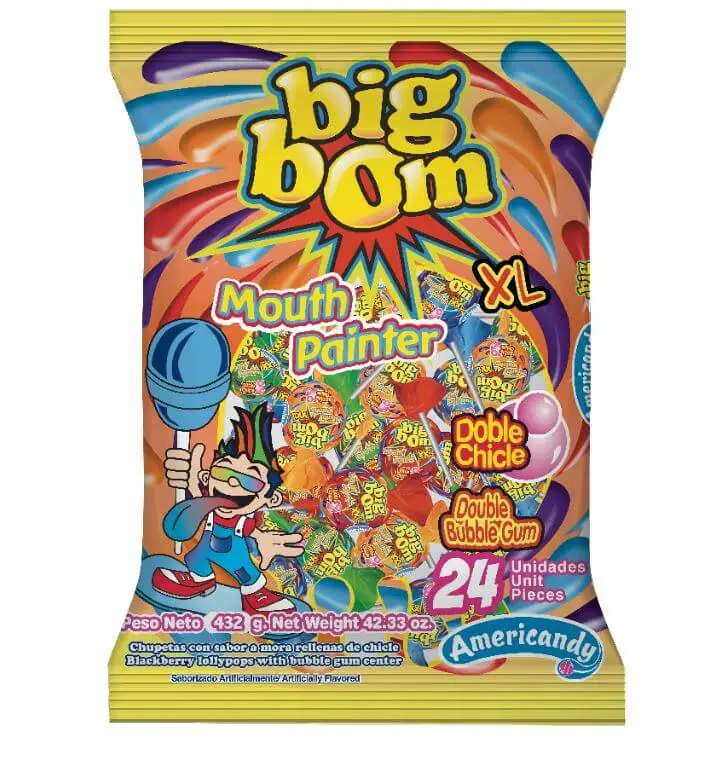 big
bom
XL
Mouth
Painter
Doble
Chicle
Double
Bubble Gum
24 Unidades
Unit
Pieces
Peso Neto 432 g. Net Weight 42.33 oz.
Americandy
Chupetas con sabor a mora rellenas de chicle
Blackberry lollypops with bubble gum center
Saborizado Artificialmente/ Artificially Flavored